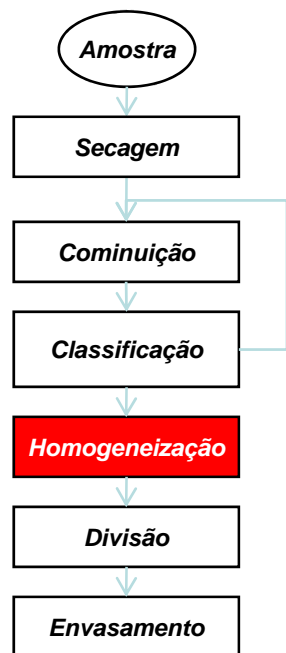 Amostra
Secagem
Cominuição
Classificação
Homogeneização
Divisão
Envasamento